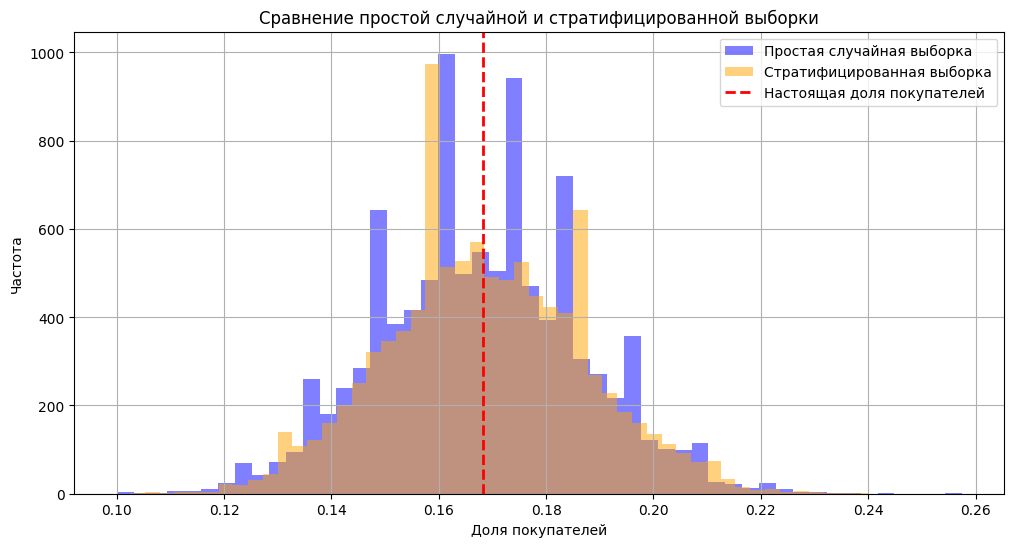 Сравнение простой случайной и стратифицированной выборки
Простая случайная выборка
Стратифицированная выборка
Настоящая доля покупателей
Частота
1000
800
600
400
200
0
0.10 0.12 0.14 0.16 0.18 0.20 0.22 0.24 0.26
Доля покупателей